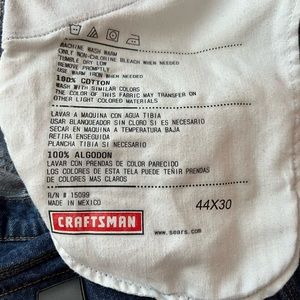 MACHINE WASH WARM
ONLY NON-CHLORINE BLEACH WHEN NEEDED
TUMBLE DRY LOW
REMOVE PROMPTLY
USE WARM IRON WHEN NEEDED
100% COTTON
WASH WITH SIMILAR COLORS
THE COLOR OF THIS FABRIC MAY TRANSFER ON
OTHER LIGHT COLORED MATERIALS
LAVAR A MAQUINA CON AGUA TIBIA
USAR BLANQUEADOR SIN CLORO SI ES NECESARIO
SECAR EN MAQUINA A TEMPERATURA BAJA
RETIRA ENSEGUIDA
PLANCHA TIBIA SI NECESARIO
100% ALGODON
LAVAR CON PRENDAS DE COLOR PARECIDO
LOS COLORES DE ESTA TELA PUEDE TEÑIR PRENDAS
DE COLORES MAS CLAROS
R/N # 15099
MADE IN MEXICO
44X30
CRAFTSMAN
www.sears.com